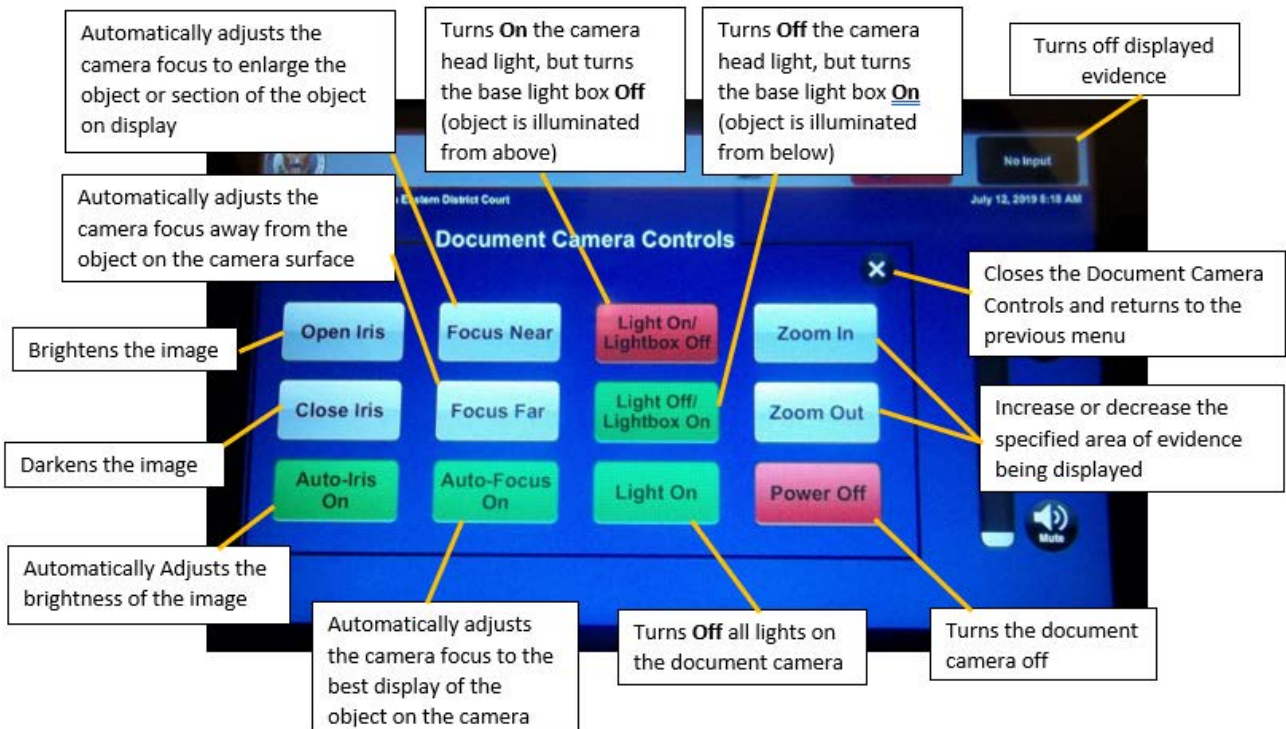 Automatically adjusts the
camera focus to enlarge the
object or section of the object
on display
Turns On the camera
head light, but turns
the base light box Off
(object is illuminated
from above)
Turns Off the camera
head light, but turns
the base light box On
(object is illuminated
from below)
Turns off displayed
evidence
No Input
Eastern District Court
July 12, 2019 8:18 AM
Automatically adjusts the
camera focus away from the
object on the camera surface
Document Camera Controls
Closes the Document Camera
Controls and returns to the
previous menu
Brightens the image
Open Iris
Focus Near
Light On/
Lightbox Off
Zoom In
Darkens the image
Close Iris
Focus Far
Light Off/
Lightbox On
Zoom Out
Increase or decrease the
specified area of evidence
being displayed
Auto-Iris
On
Auto-Focus
On
Light On
Power Off
Mute
Automatically Adjusts the
brightness of the image
Automatically adjusts
the camera focus to the
best display of the
object on the camera
Turns Off all lights on
the document camera
Turns the document
camera off